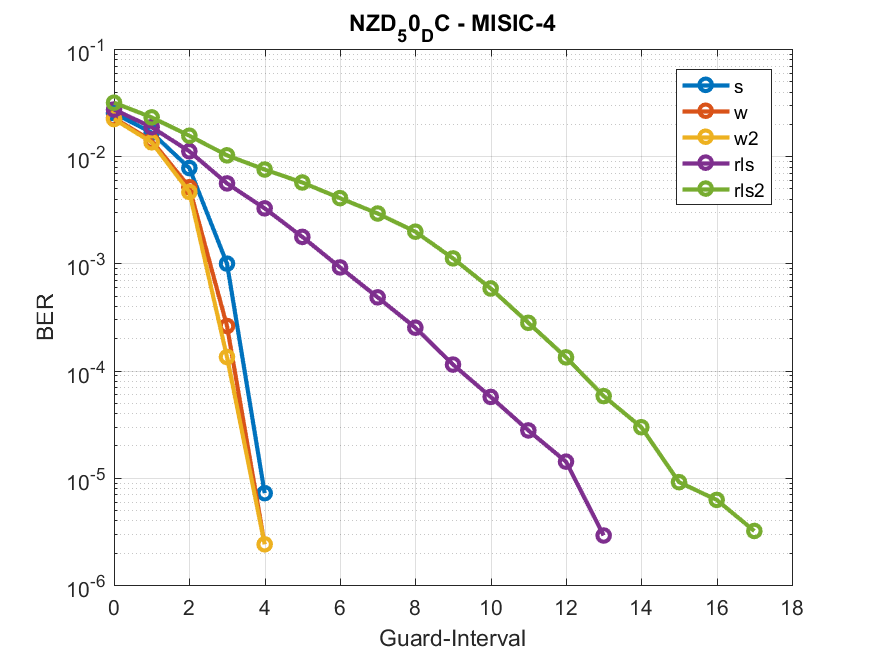 NZD₅0_DC - MISIC-4
10⁻¹
10⁻²
10⁻³
10⁻⁴
10⁻⁵
10⁻⁶
BER
s
w
w2
rls
rls2
0 2 4 6 8 10 12 14 16 18
Guard-Interval